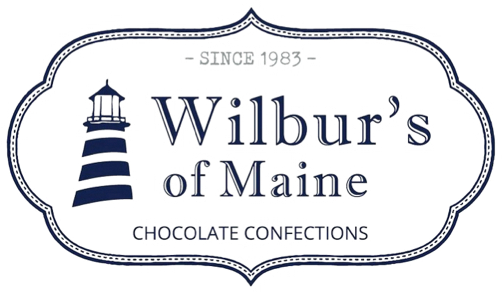 - SINCE 1983 -
Wilbur's
of Maine
CHOCOLATE CONFECTIONS